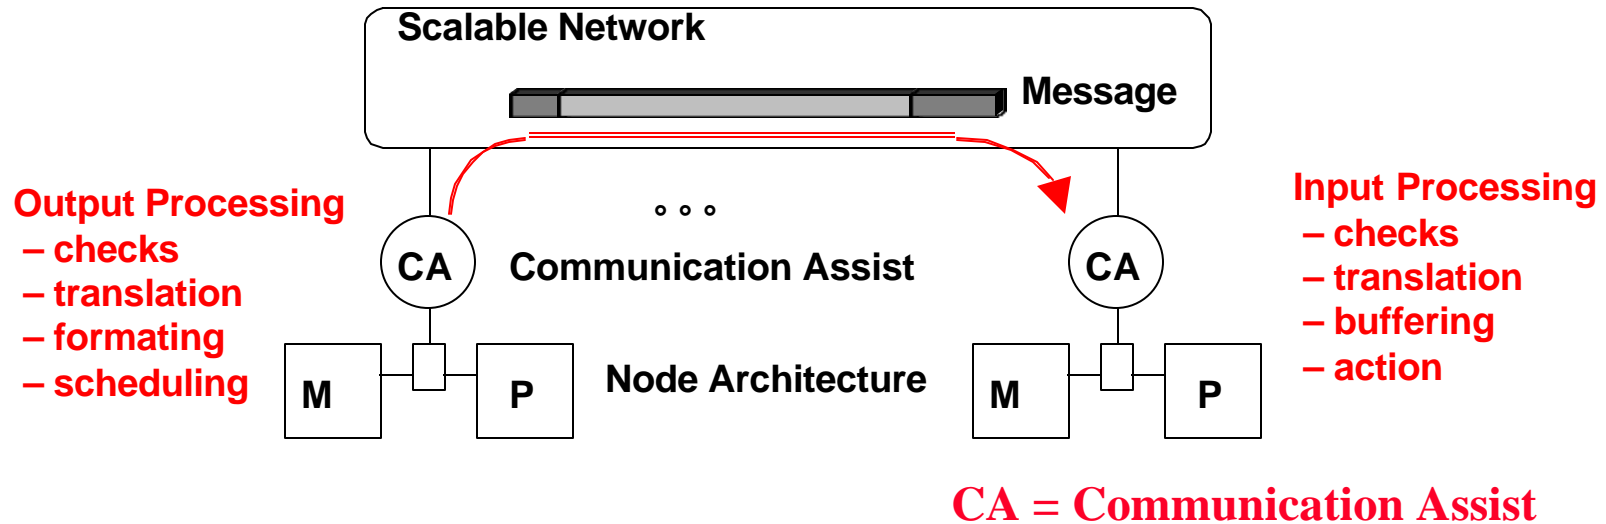 Scalable Network
Message
Output Processing
– checks
– translation
– formating
– scheduling
CA
Communication Assist
CA
Input Processing
– checks
– translation
– buffering
– action
M
P
Node Architecture
M
P
CA = Communication Assist